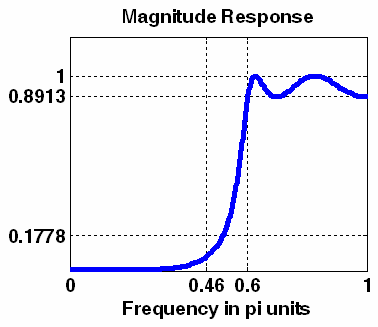 Magnitude Response
1
0.8913
0.1778
0 0.46 0.6 1
Frequency in pi units